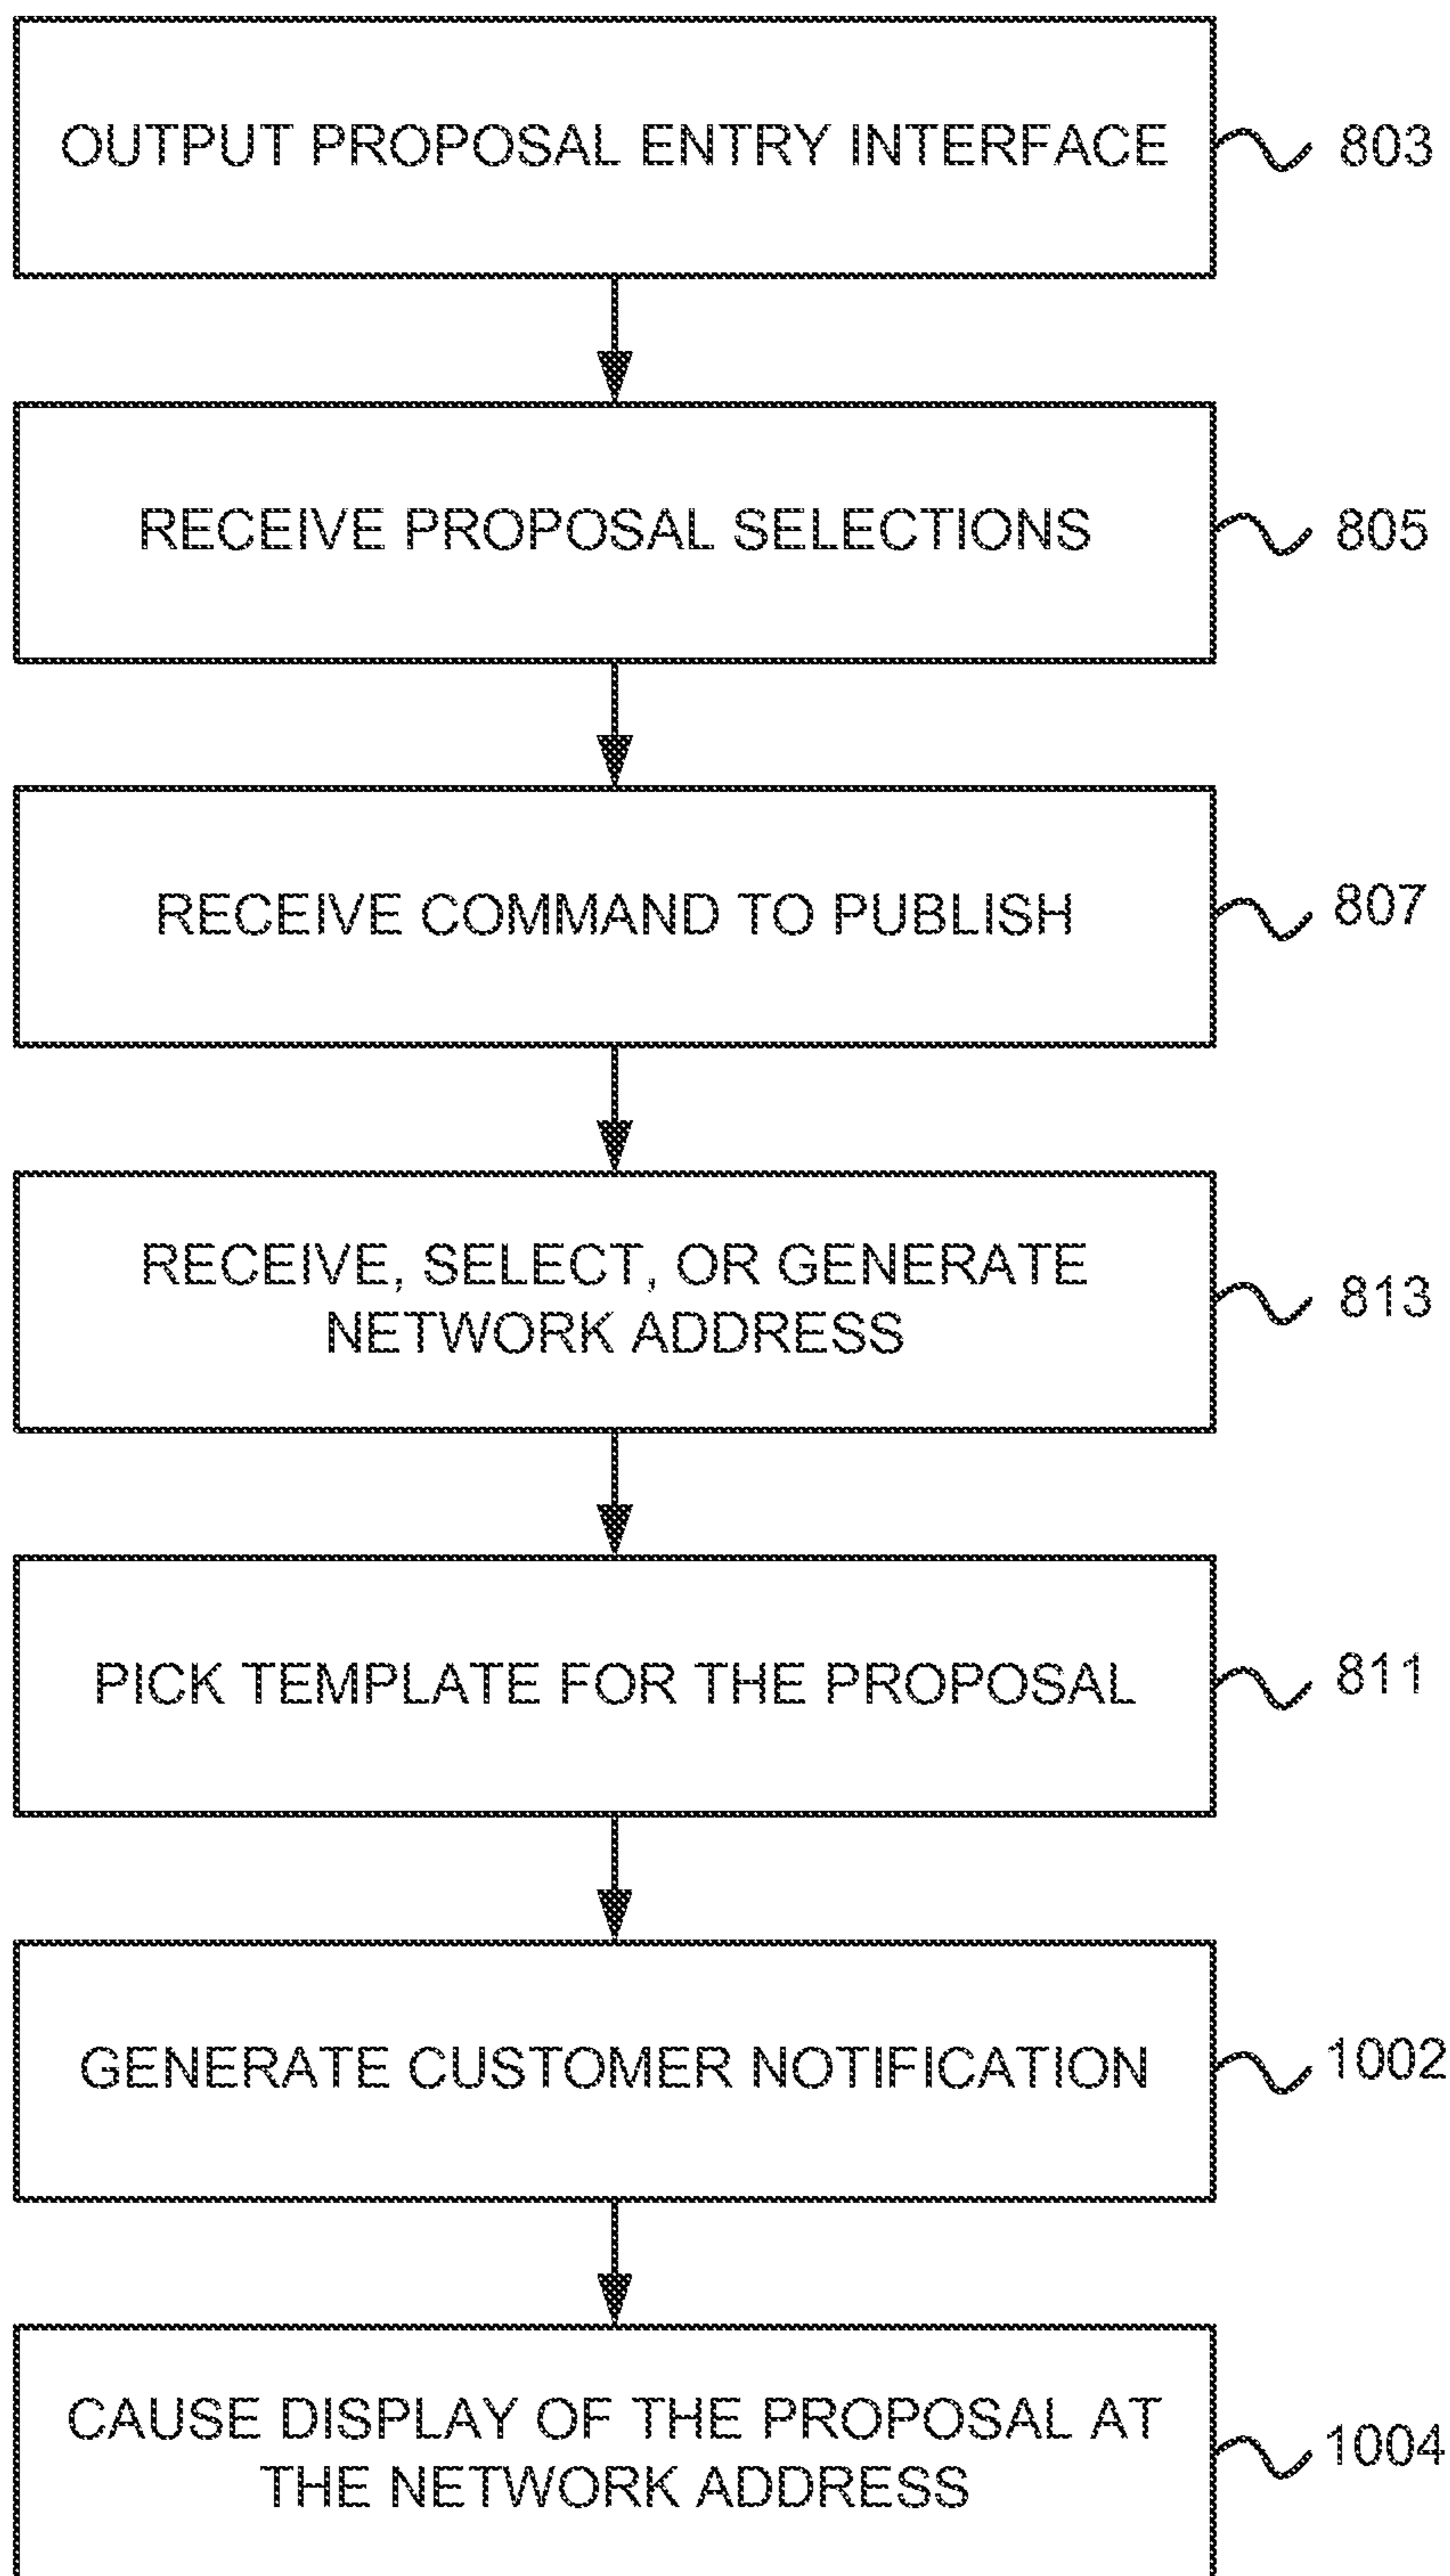 OUTPUT PROPOSAL ENTRY INTERFACE
803
RECEIVE PROPOSAL SELECTIONS
805
RECEIVE COMMAND TO PUBLISH
807
RECEIVE, SELECT, OR GENERATE
NETWORK ADDRESS
813
PICK TEMPLATE FOR THE PROPOSAL
811
GENERATE CUSTOMER NOTIFICATION
1002
CAUSE DISPLAY OF THE PROPOSAL AT
THE NETWORK ADDRESS
1004